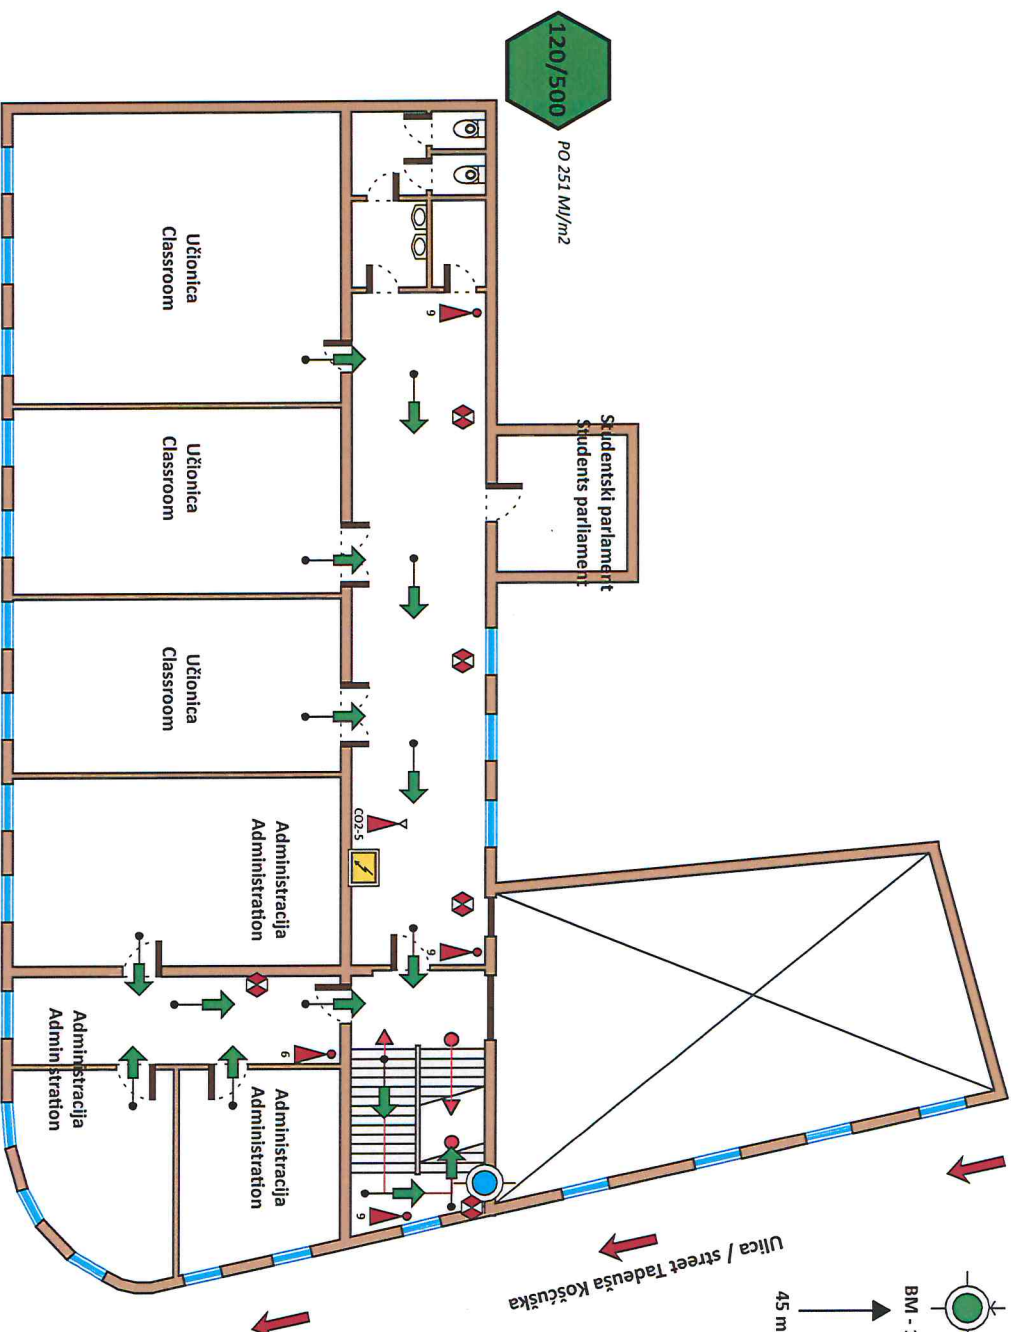 120/500
PO 251 MJ/m2
Studentski parlament
Students parliament
Učionica
Classroom
Učionica
Classroom
Učionica
Classroom
Administracija
Administration
Administracija
Administration
Administracija
Administration
9
CO2-5
9
6
9
Ulica / street Tadeuša Košćuška
BM -
45 m